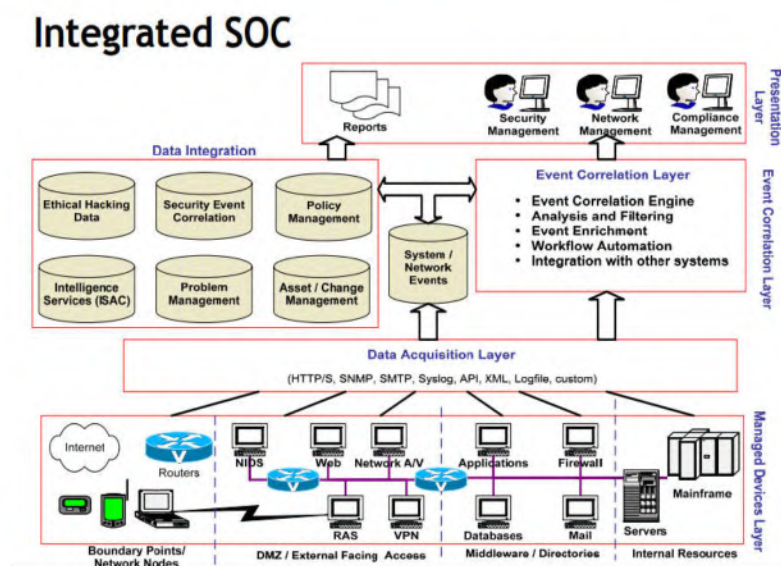 Integrated SOC
Presentation
Layer
Reports
Security
Management
Network
Management
Compliance
Management
Data Integration
Ethical Hacking
Data
Security Event
Correlation
Policy
Management
Intelligence
Services (ISAC)
Problem
Management
Asset / Change
Management
System /
Network
Events
Event Correlation Layer
• Event Correlation Engine
• Analysis and Filtering
• Event Enrichment
• Workflow Automation
• Integration with other systems
Event Correlation Layer
Data Acquisition Layer
(HTTP/S, SNMP, SMTP, Syslog, API, XML, Logfile, custom)
Managed Devices Layer
Internet
Routers
NIDS
Web
Network A/V
Applications
Firewall
Mainframe
RAS
VPN
Databases
Mail
Servers
Boundary Points/
Network Nodes
DMZ / External Facing Access
Middleware / Directories
Internal Resources